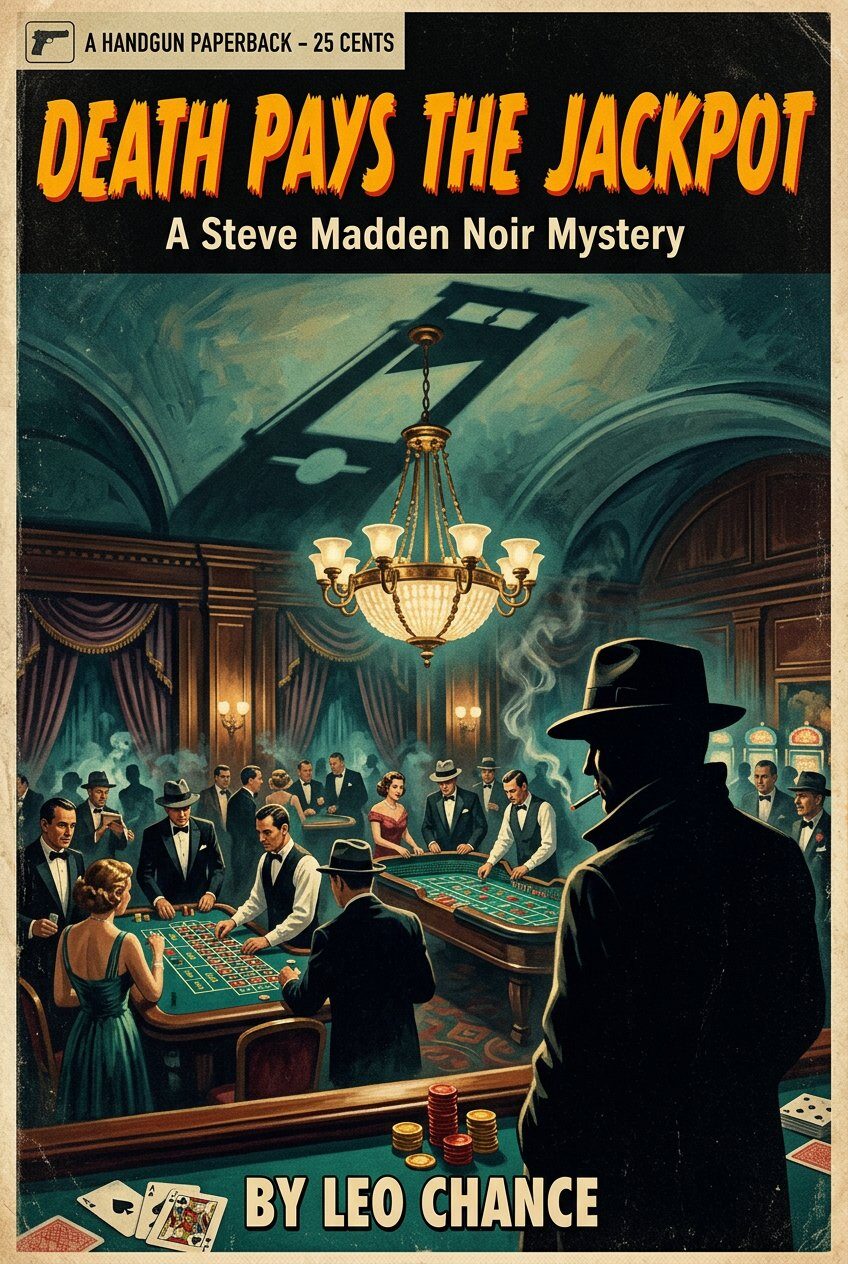 A HANDGUN PAPERBACK – 25 CENTS
DEATH PAYS THE JACKPOT
A Steve Madden Noir Mystery
BY LEO CHANCE